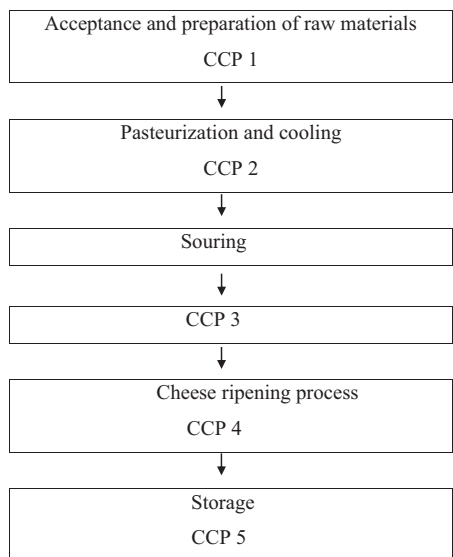 Acceptance and preparation of raw materials
CCP 1
Pasteurization and cooling
CCP 2
Souring
CCP 3
Cheese ripening process
CCP 4
Storage
CCP 5